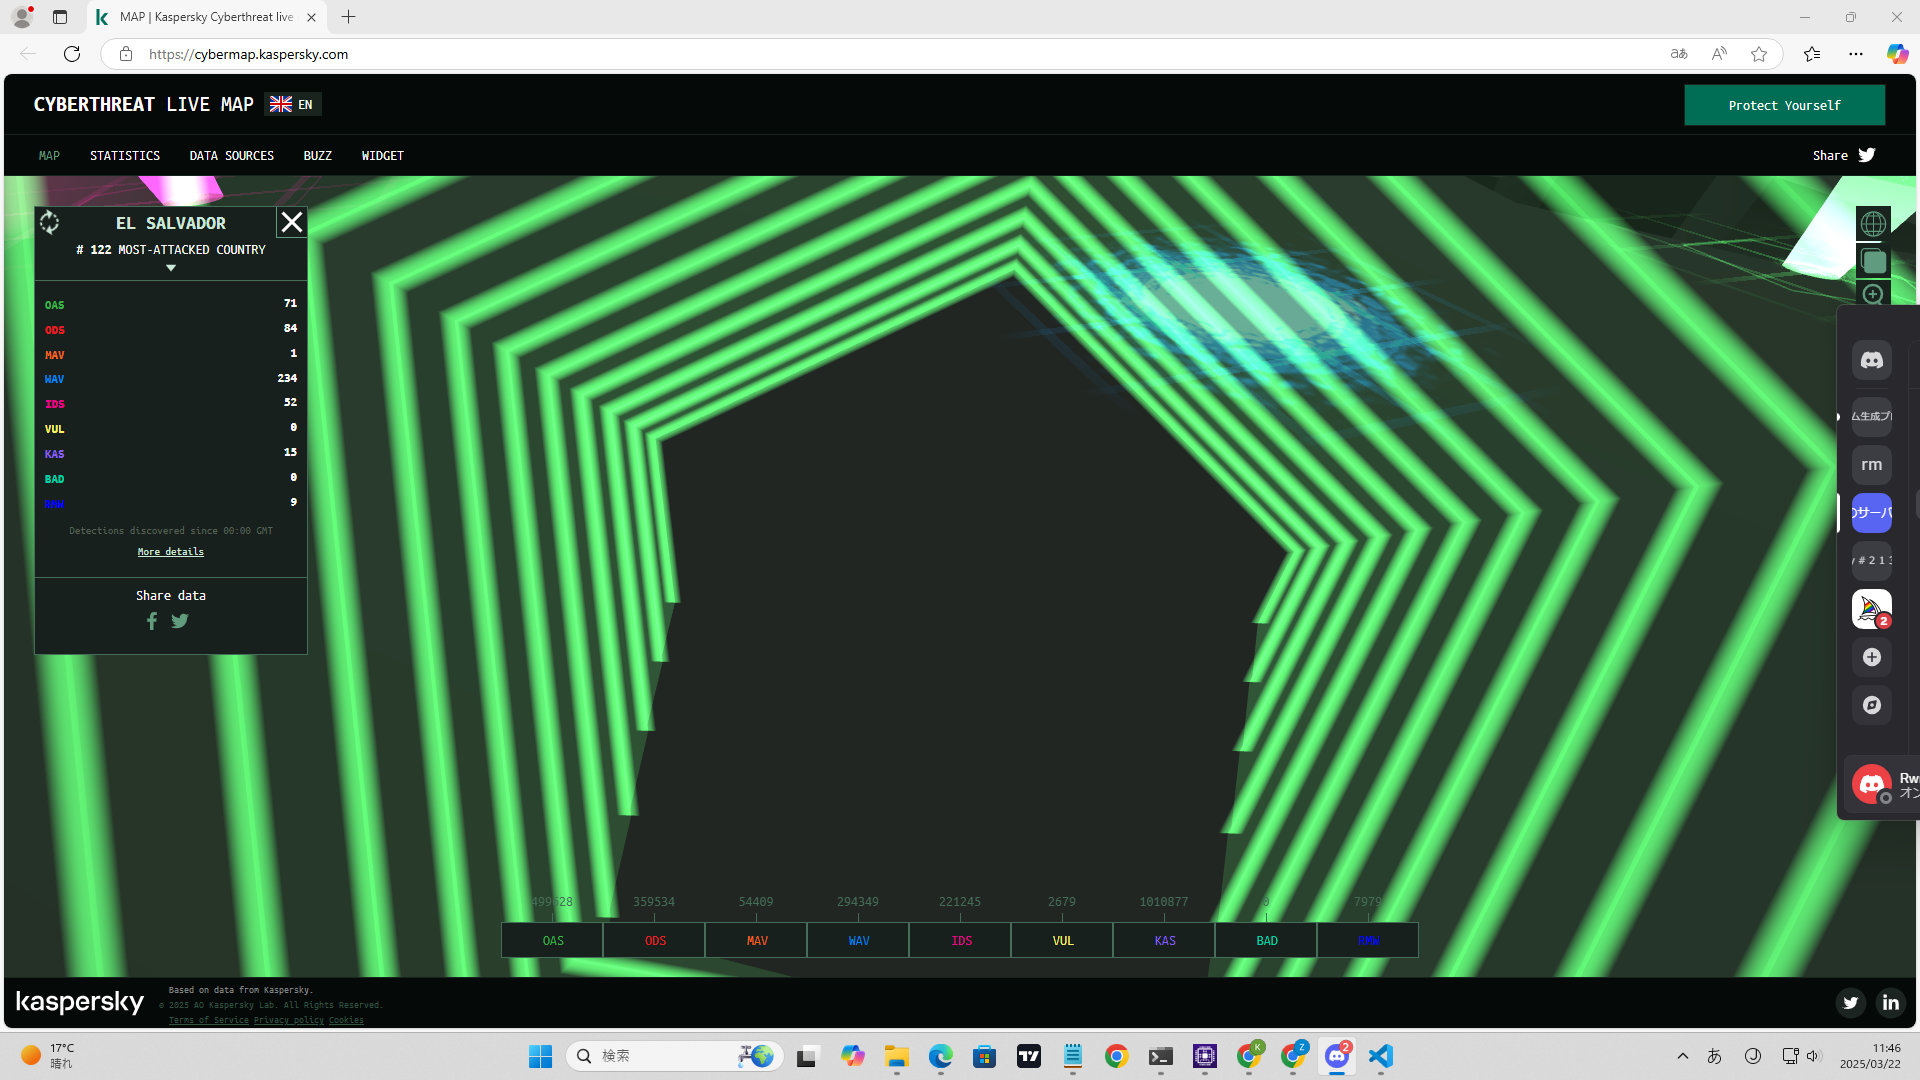 MAP | Kaspersky Cyberthreat live
https://cybermap.kaspersky.com
CYBERTHREAT LIVE MAP EN
Protect Yourself
MAP STATISTICS DATA SOURCES BUZZ WIDGET
Share
EL SALVADOR
# 122 MOST-ATTACKED COUNTRY
OAS 71
ODS 84
MAV 1
WAV 234
IDS 52
VUL 0
KAS 15
BAD 0
RMW 9
Detections discovered since 00:00 GMT
More details
Share data
ム生成プ
rm
のサーバ
y # 2 1 3
2
Rw
オン
499628 359534 54409 294349 221245 2679 1010877 0 7979
OAS ODS MAV WAV IDS VUL KAS BAD RMW
kaspersky
Based on data from Kaspersky.
© 2025 AO Kaspersky Lab. All Rights Reserved.
Terms of Service Privacy policy Cookies
17°C
晴れ
検索
K
Z
2
あ
11:46
2025/03/22